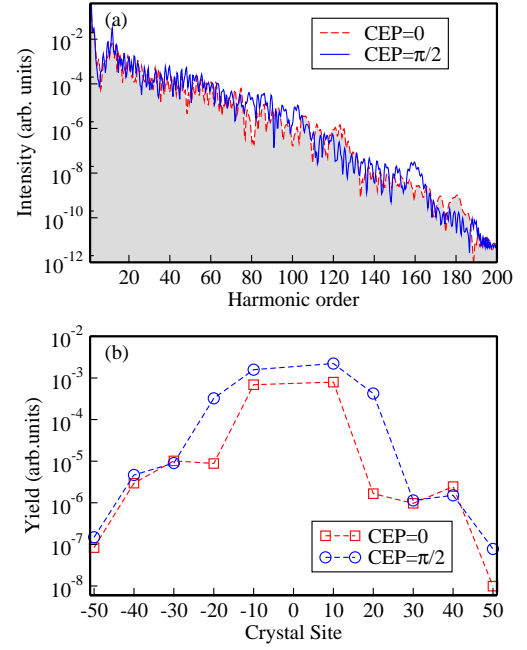 (a)
CEP=0
CEP=π/2
Intensity (arb. units)
10^-2
10^-4
10^-6
10^-8
10^-10
10^-12
20 40 60 80 100 120 140 160 180 200
Harmonic order
(b)
Yield (arb.units)
10^-2
10^-3
10^-4
10^-5
10^-6
10^-7
10^-8
CEP=0
CEP=π/2
-50 -40 -30 -20 -10 0 10 20 30 40 50
Crystal Site